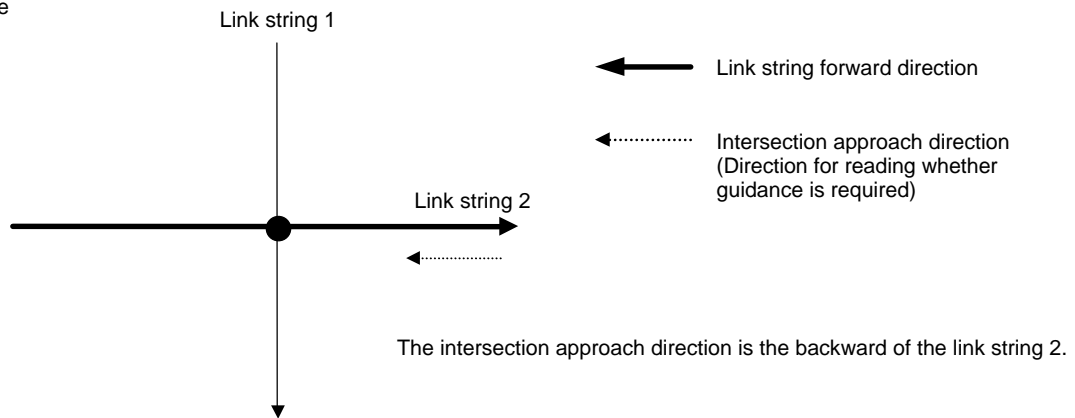 e
Link string 1
Link string forward direction
Intersection approach direction
(Direction for reading whether
guidance is required)
Link string 2
The intersection approach direction is the backward of the link string 2.